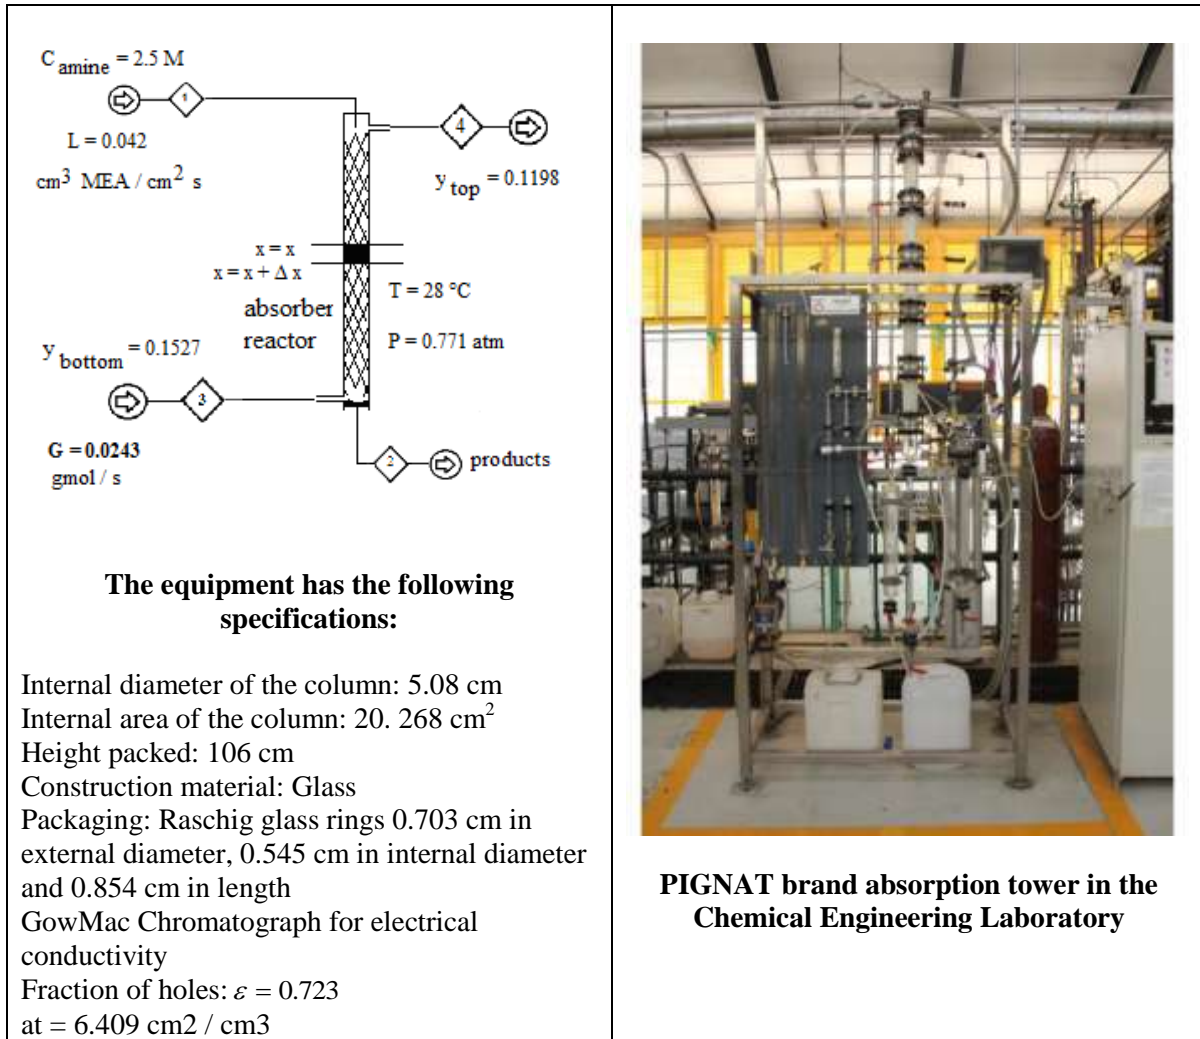 C amine = 2.5 M
1
L = 0.042
cm³ MEA / cm² s
4
y top = 0.1198
x = x
x = x + Δ x
absorber
reactor
T = 28 °C
P = 0.771 atm
y bottom = 0.1527
3
G = 0.0243
gmol / s
2
products
The equipment has the following
specifications:
Internal diameter of the column: 5.08 cm
Internal area of the column: 20. 268 cm²
Height packed: 106 cm
Construction material: Glass
Packaging: Raschig glass rings 0.703 cm in
external diameter, 0.545 cm in internal diameter
and 0.854 cm in length
GowMac Chromatograph for electrical
conductivity
Fraction of holes: ε = 0.723
at = 6.409 cm2 / cm3
PIGNAT brand absorption tower in the
Chemical Engineering Laboratory